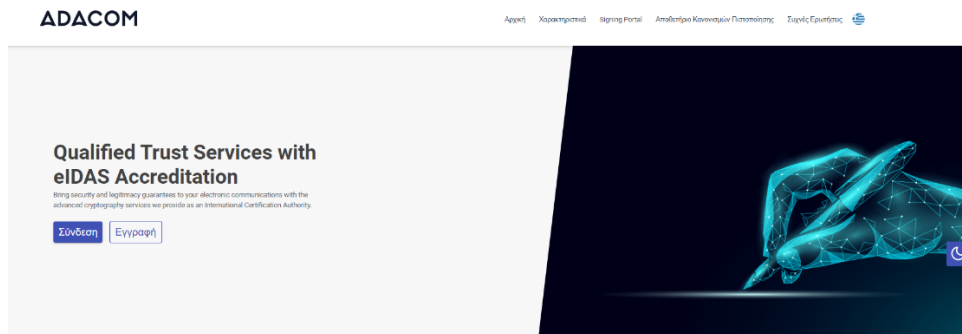 ADACOM
Αρχική Χαρακτηριστικά Signing Portal Αποθετήριο Κανονισμών Πιστοποίησης Συχνές Ερωτήσεις
Qualified Trust Services with
eIDAS Accreditation
Bring security and legitimacy guarantees to your electronic communications with the
advanced cryptography services we provide as an International Certification Authority.
Σύνδεση Εγγραφή